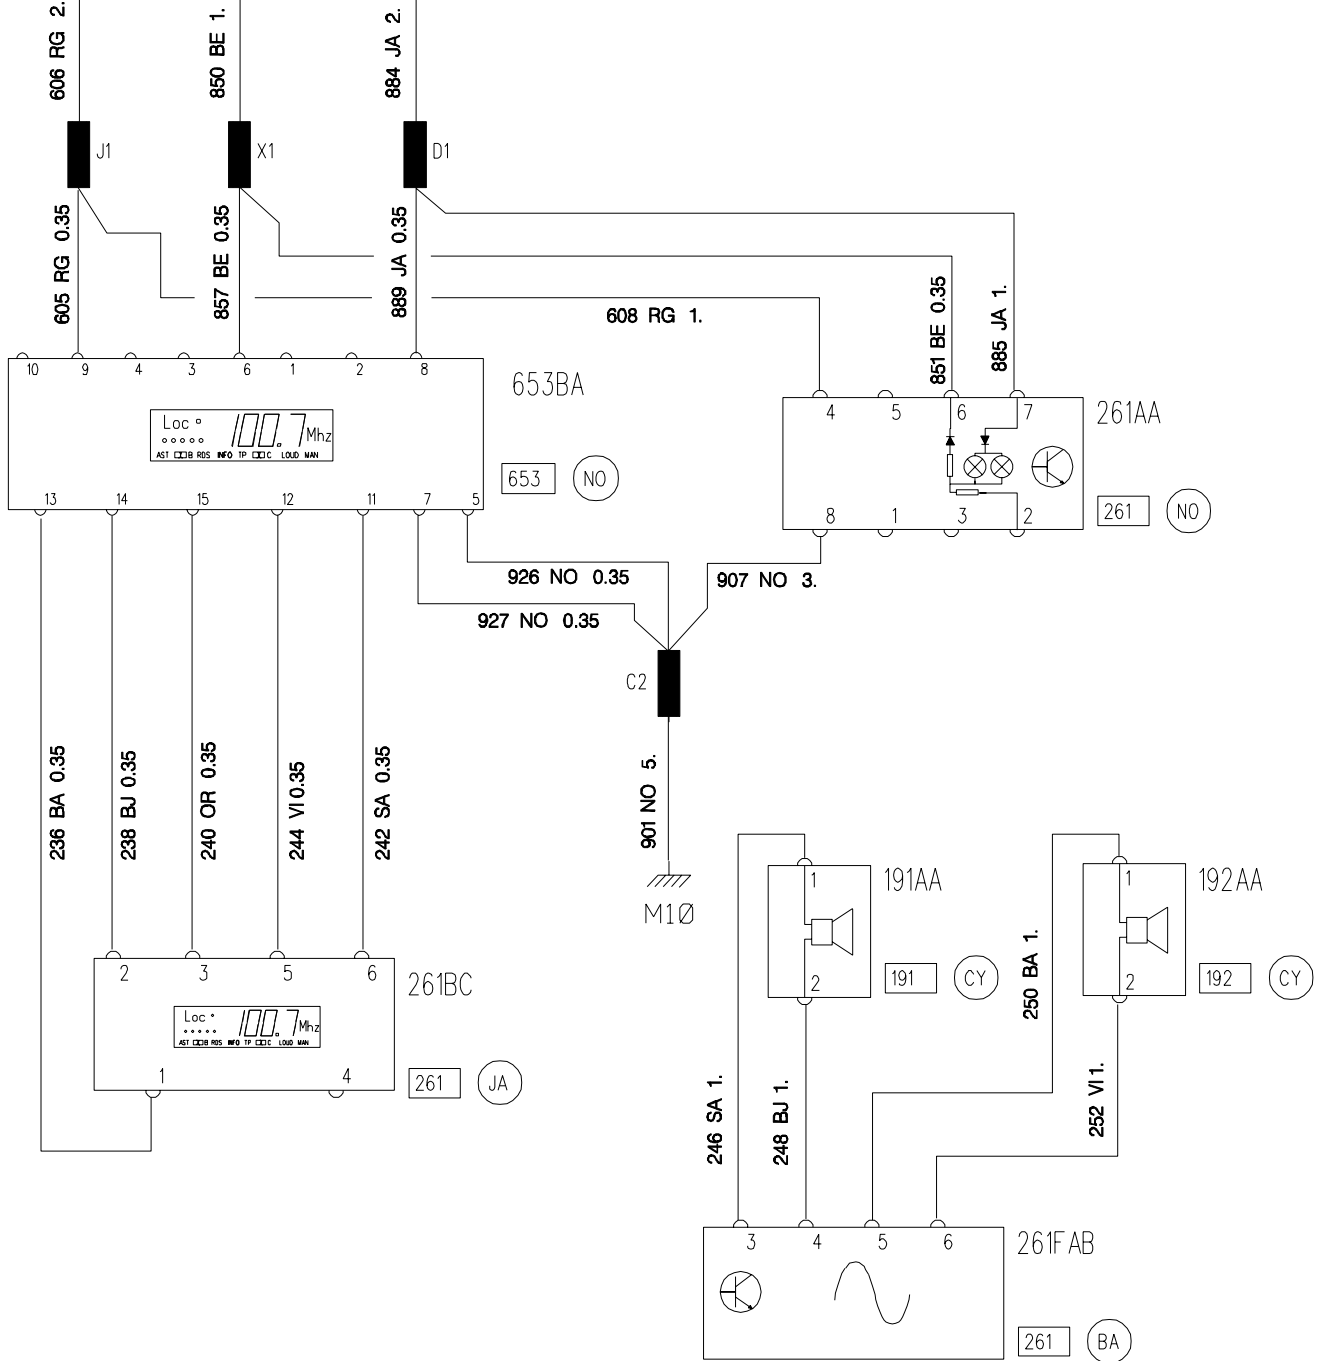 606 RG 2.
850 BE 1.
884 JA 2.
J1
X1
D1
605 RG 0.35
857 BE 0.35
889 JA 0.35
608 RG 1.
851 BE 0.35
885 JA 1.
10 9 4 3 6 1 2 8
653BA
Loc 100.7 Mhz
AST B RDS INFO TP C LOUD MAN
653 NO
13 14 15 12 11 7 5
4 5 6 7
261AA
8 1 3 2
261 NO
926 NO 0.35
907 NO 3.
927 NO 0.35
C2
901 NO 5.
M1Ø
236 BA 0.35
238 BJ 0.35
240 OR 0.35
244 VI 0.35
242 SA 0.35
2 3 5 6
261BC
Loc 100.7 Mhz
AST B RDS INFO TP C LOUD MAN
1 4
261 JA
1
191AA
2
191 CY
1
192AA
2
192 CY
246 SA 1.
248 BJ 1.
250 BA 1.
252 VI 1.
3 4 5 6
261FAB
261 BA